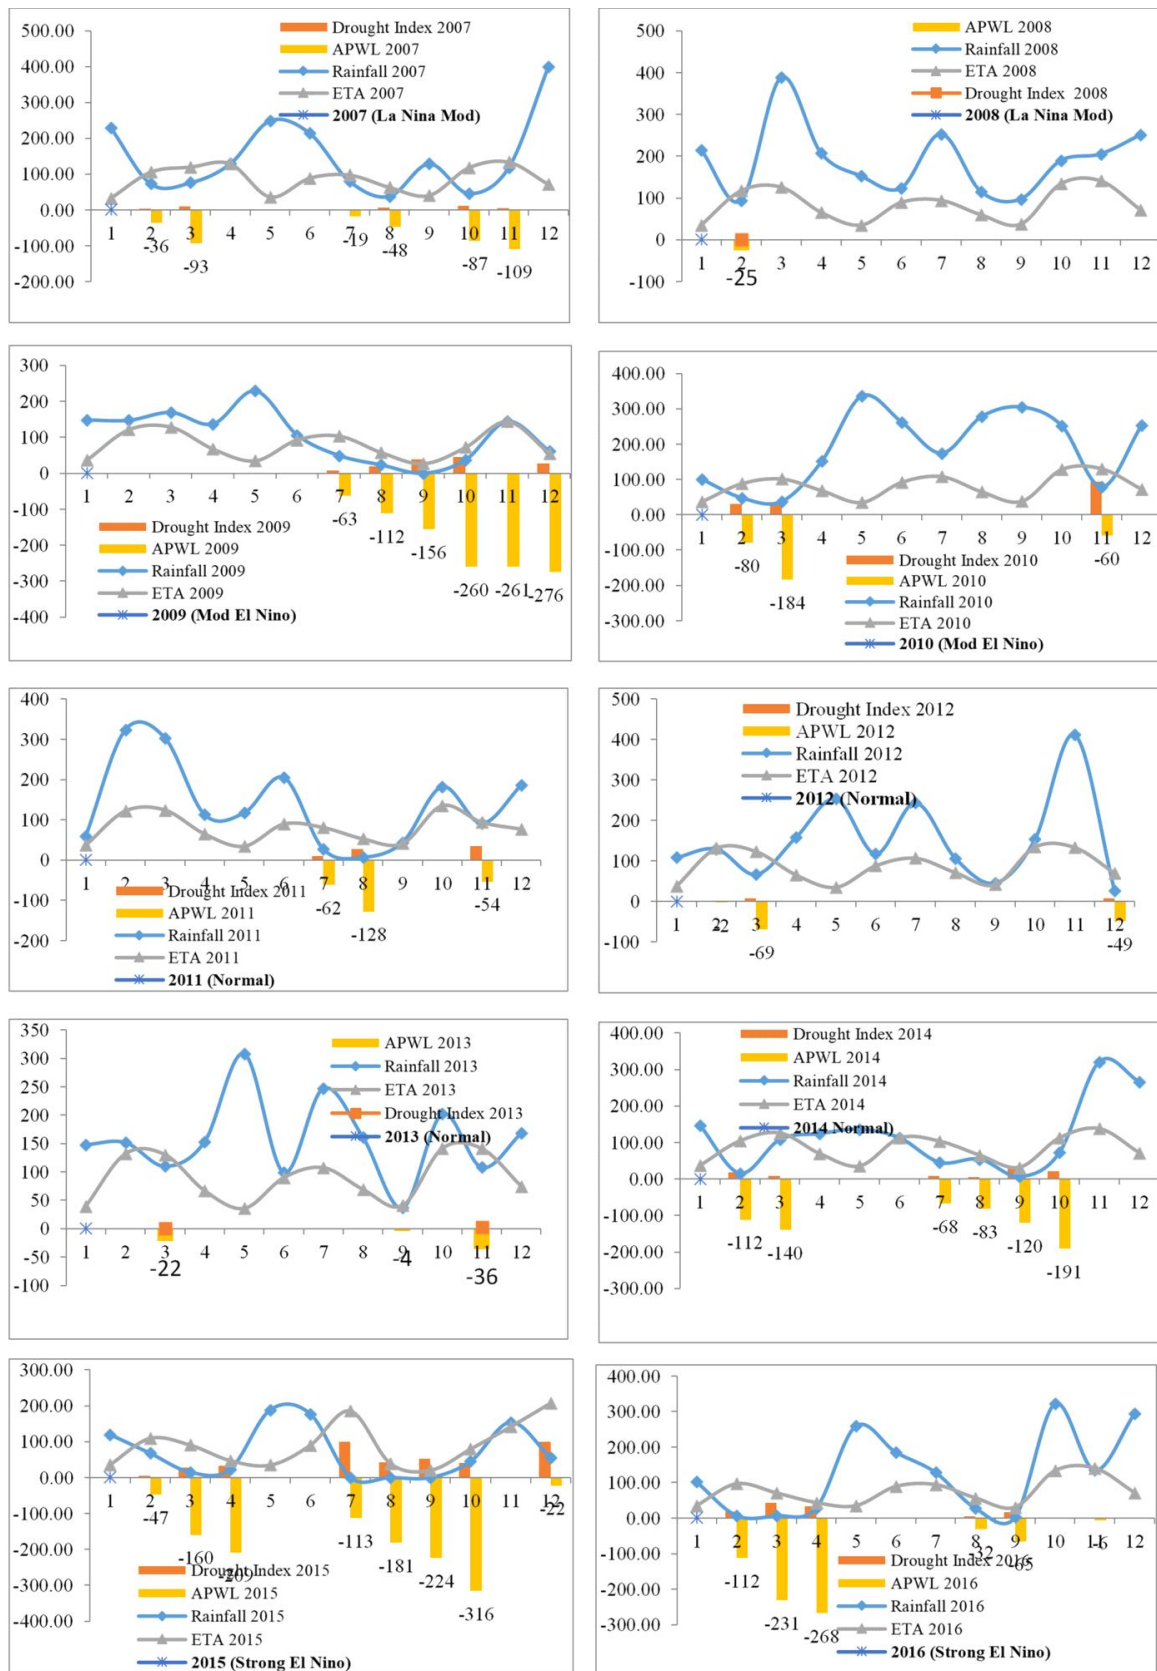 500.00
400.00
300.00
200.00
100.00
0.00
-100.00
-200.00
Drought Index 2007
APWL 2007
Rainfall 2007
ETA 2007
2007 (La Nina Mod)
1 2 3 4 5 6 7 8 9 10 11 12
-36 -93 -19 -48 -87 -109
500
400
300
200
100
0
-100
APWL 2008
Rainfall 2008
ETA 2008
Drought Index 2008
2008 (La Nina Mod)
1 2 3 4 5 6 7 8 9 10 11 12
-25
300
200
100
0
-100
-200
-300
-400
1 2 3 4 5 6 7 8 9 10 11 12
-63 -112 -156 -260 -261 -276
Drought Index 2009
APWL 2009
Rainfall 2009
ETA 2009
2009 (Mod El Nino)
400.00
300.00
200.00
100.00
0.00
-100.00
-200.00
-300.00
1 2 3 4 5 6 7 8 9 10 11 12
-80 -184 -60
Drought Index 2010
APWL 2010
Rainfall 2010
ETA 2010
2010 (Mod El Nino)
400
300
200
100
0
-100
-200
1 2 3 4 5 6 7 8 9 10 11 12
-62 -128 -54
Drought Index 2011
APWL 2011
Rainfall 2011
ETA 2011
2011 (Normal)
500
400
300
200
100
0
-100
Drought Index 2012
APWL 2012
Rainfall 2012
ETA 2012
2012 (Normal)
1 2 3 4 5 6 7 8 9 10 11 12
-2 -69 -49
350
300
250
200
150
100
50
0
-50
-100
APWL 2013
Rainfall 2013
ETA 2013
Drought Index 2013
2013 (Normal)
1 2 3 4 5 6 7 8 9 10 11 12
-22 -4 -36
400.00
300.00
200.00
100.00
0.00
-100.00
-200.00
-300.00
Drought Index 2014
APWL 2014
Rainfall 2014
ETA 2014
2014 Normal)
1 2 3 4 5 6 7 8 9 10 11 12
-112 -140 -68 -83 -120 -191
300.00
200.00
100.00
0.00
-100.00
-200.00
-300.00
-400.00
1 2 3 4 5 6 7 8 9 10 11 12
-47 -160 -209 -113 -181 -224 -316 -22
Drought Index 2015
APWL 2015
Rainfall 2015
ETA 2015
2015 (Strong El Nino)
400.00
300.00
200.00
100.00
0.00
-100.00
-200.00
-300.00
1 2 3 4 5 6 7 8 9 10 11 12
-112 -231 -268 -32 -65 -6
Drought Index 2016
APWL 2016
Rainfall 2016
ETA 2016
2016 (Strong El Nino)